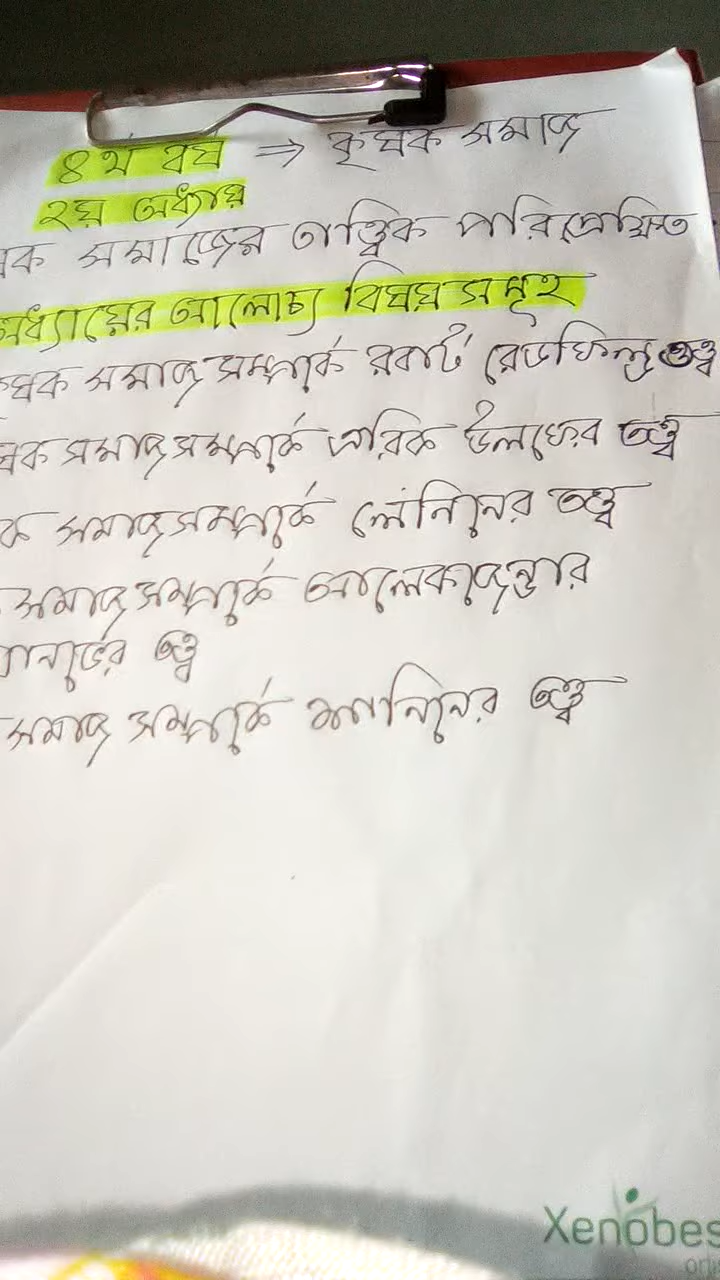 ৪র্থ বর্ষ ⇒ কৃষক সমাজ
২য় অধ্যায়
ষক সমাজের তাত্ত্বিক পরিপ্রেক্ষিত
অধ্যায়ের আলোচ্য বিষয় সমূহ
ষক সমাজ সম্পর্কে রবার্ট রেডফিল্ড তত্ত্ব
ষক সমাজ সম্পর্কে এরিক উলফের তত্ত্ব
ক সমাজ সম্পর্কে লেনিনের তত্ত্ব
সমাজ সম্পর্কে আলেকজেন্ডার
তত্ত্ব
সমাজ সম্পর্কে শানিনের তত্ত্ব
Xenobes